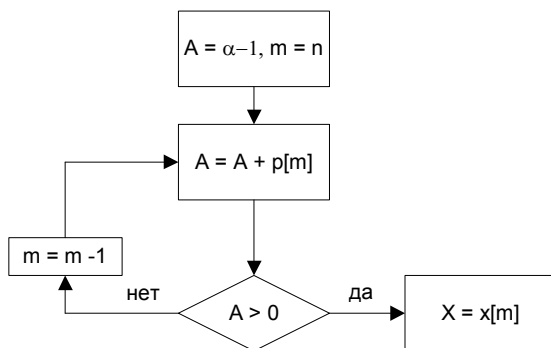 A = α−1, m = n
A = A + p[m]
m = m -1
нет
A > 0
да
X = x[m]